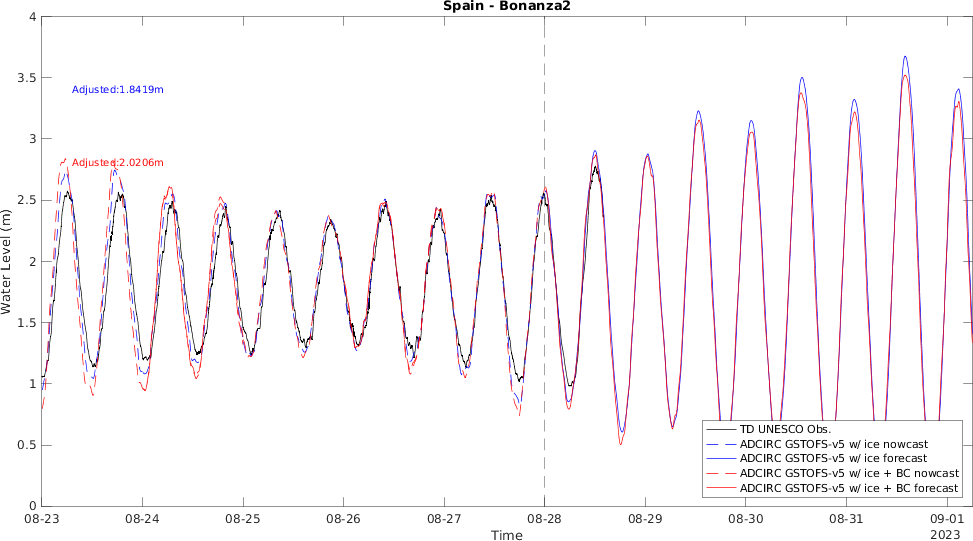 Spain - Bonanza2
4
3.5
3
2.5
2
1.5
1
0.5
0
Water Level (m)
Adjusted:1.8419m
Adjusted:2.0206m
TD UNESCO Obs.
ADCIRC GSTOFS-v5 w/ ice nowcast
ADCIRC GSTOFS-v5 w/ ice forecast
ADCIRC GSTOFS-v5 w/ ice + BC nowcast
ADCIRC GSTOFS-v5 w/ ice + BC forecast
08-23 08-24 08-25 08-26 08-27 08-28 08-29 08-30 08-31 09-01
Time 2023